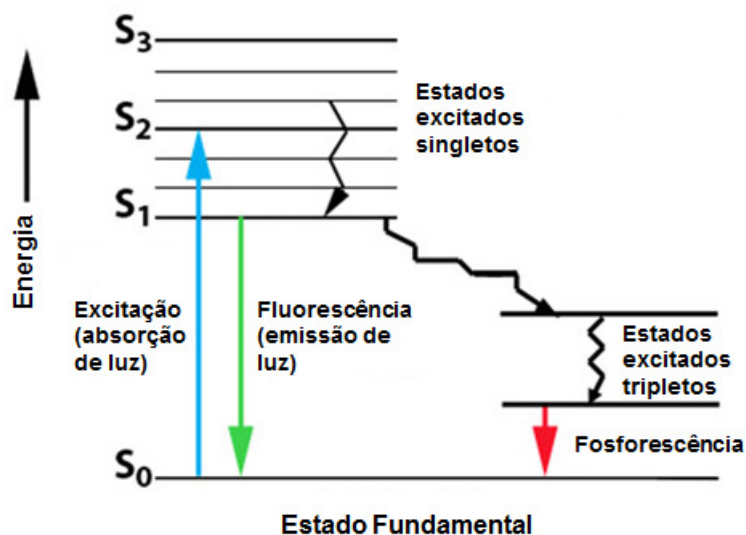 S3
Energia
S2
Estados
excitados
singletos
S1
Excitação
(absorção
de luz)
Fluorescência
(emissão de
luz)
Estados
excitados
tripletos
Fosforescência
S0
Estado Fundamental